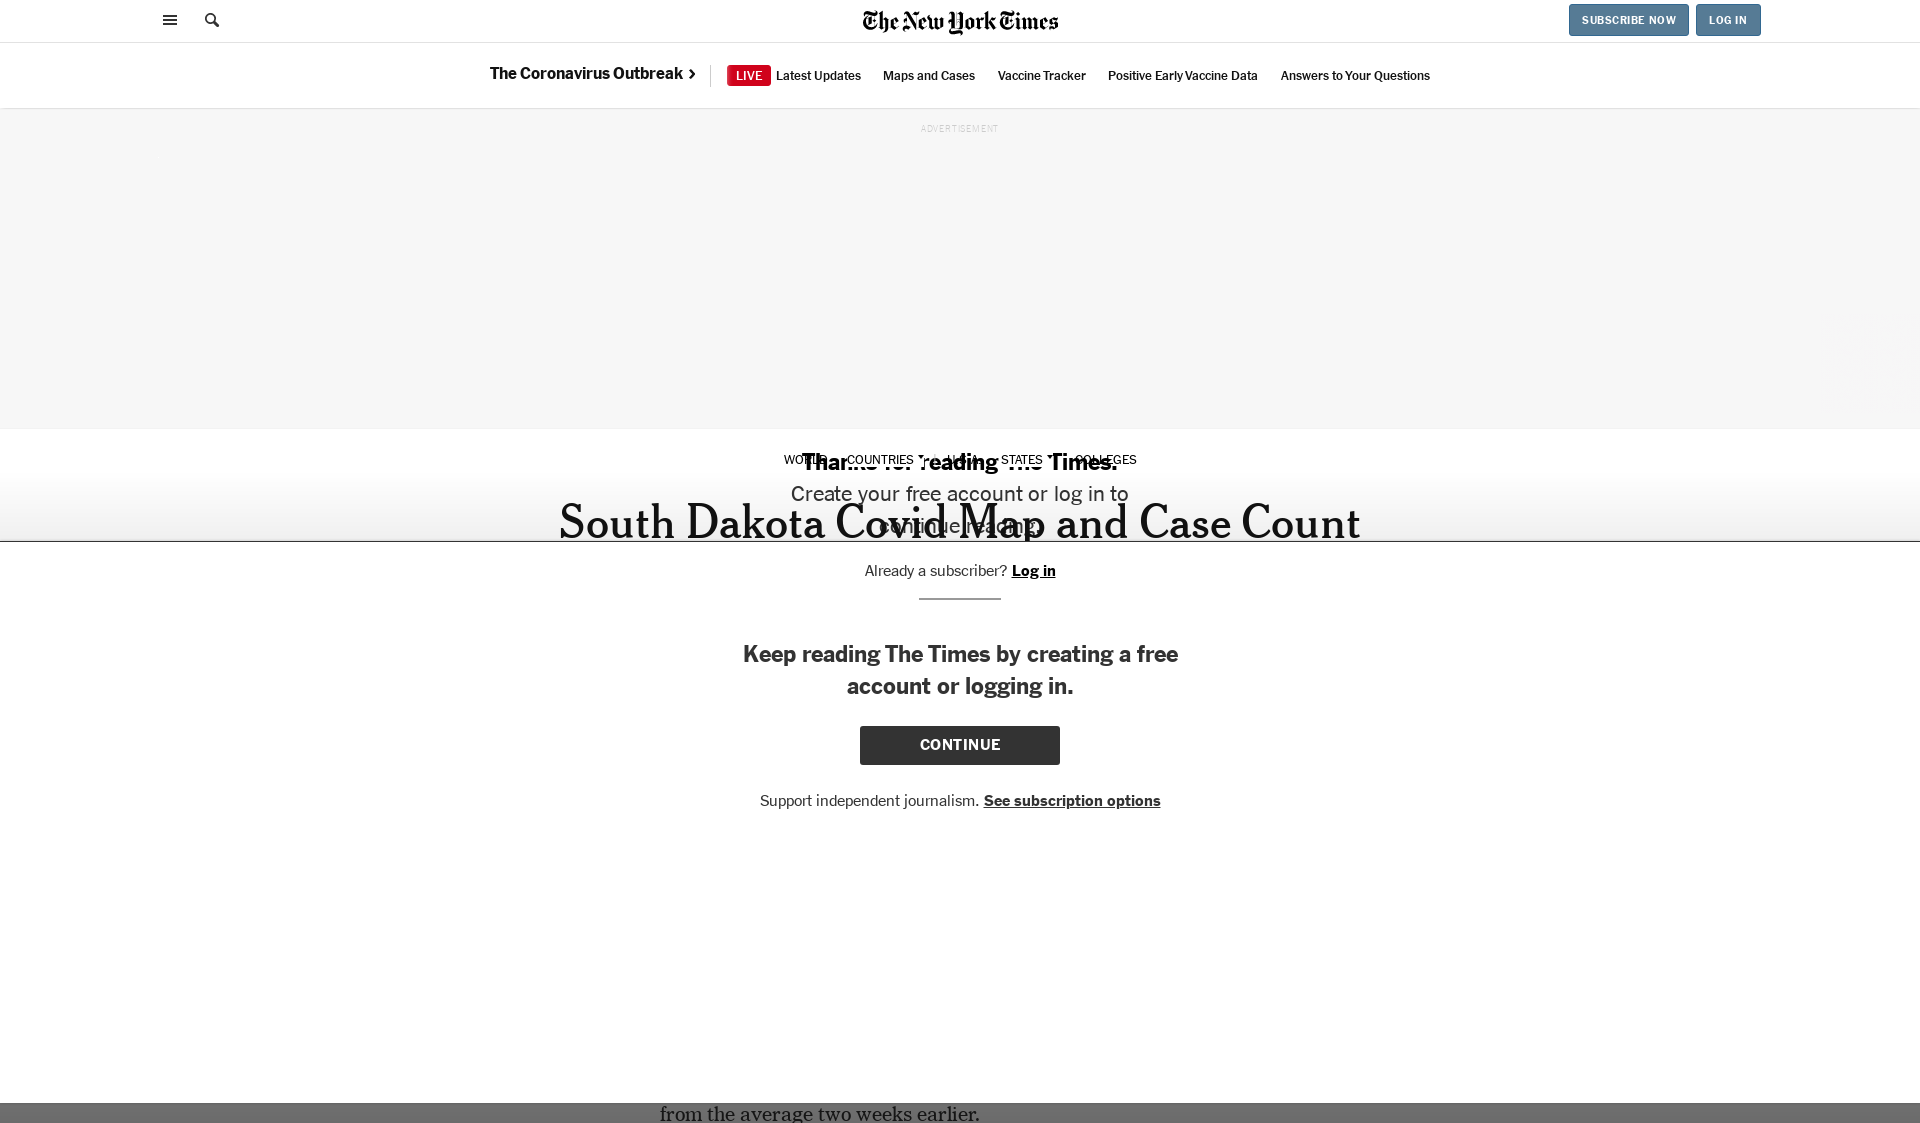 The New York Times
SUBSCRIBE NOW
LOG IN
The Coronavirus Outbreak ›
LIVE Latest Updates
Maps and Cases
Vaccine Tracker
Positive Early Vaccine Data
Answers to Your Questions
ADVERTISEMENT
WORLD COUNTRIES U.S.A. STATES COLLEGES
Thanks for reading The Times.
Create your free account or log in to
continue reading.
South Dakota Covid Map and Case Count
Already a subscriber? Log in
Keep reading The Times by creating a free
account or logging in.
CONTINUE
Support independent journalism. See subscription options
from the average two weeks earlier.